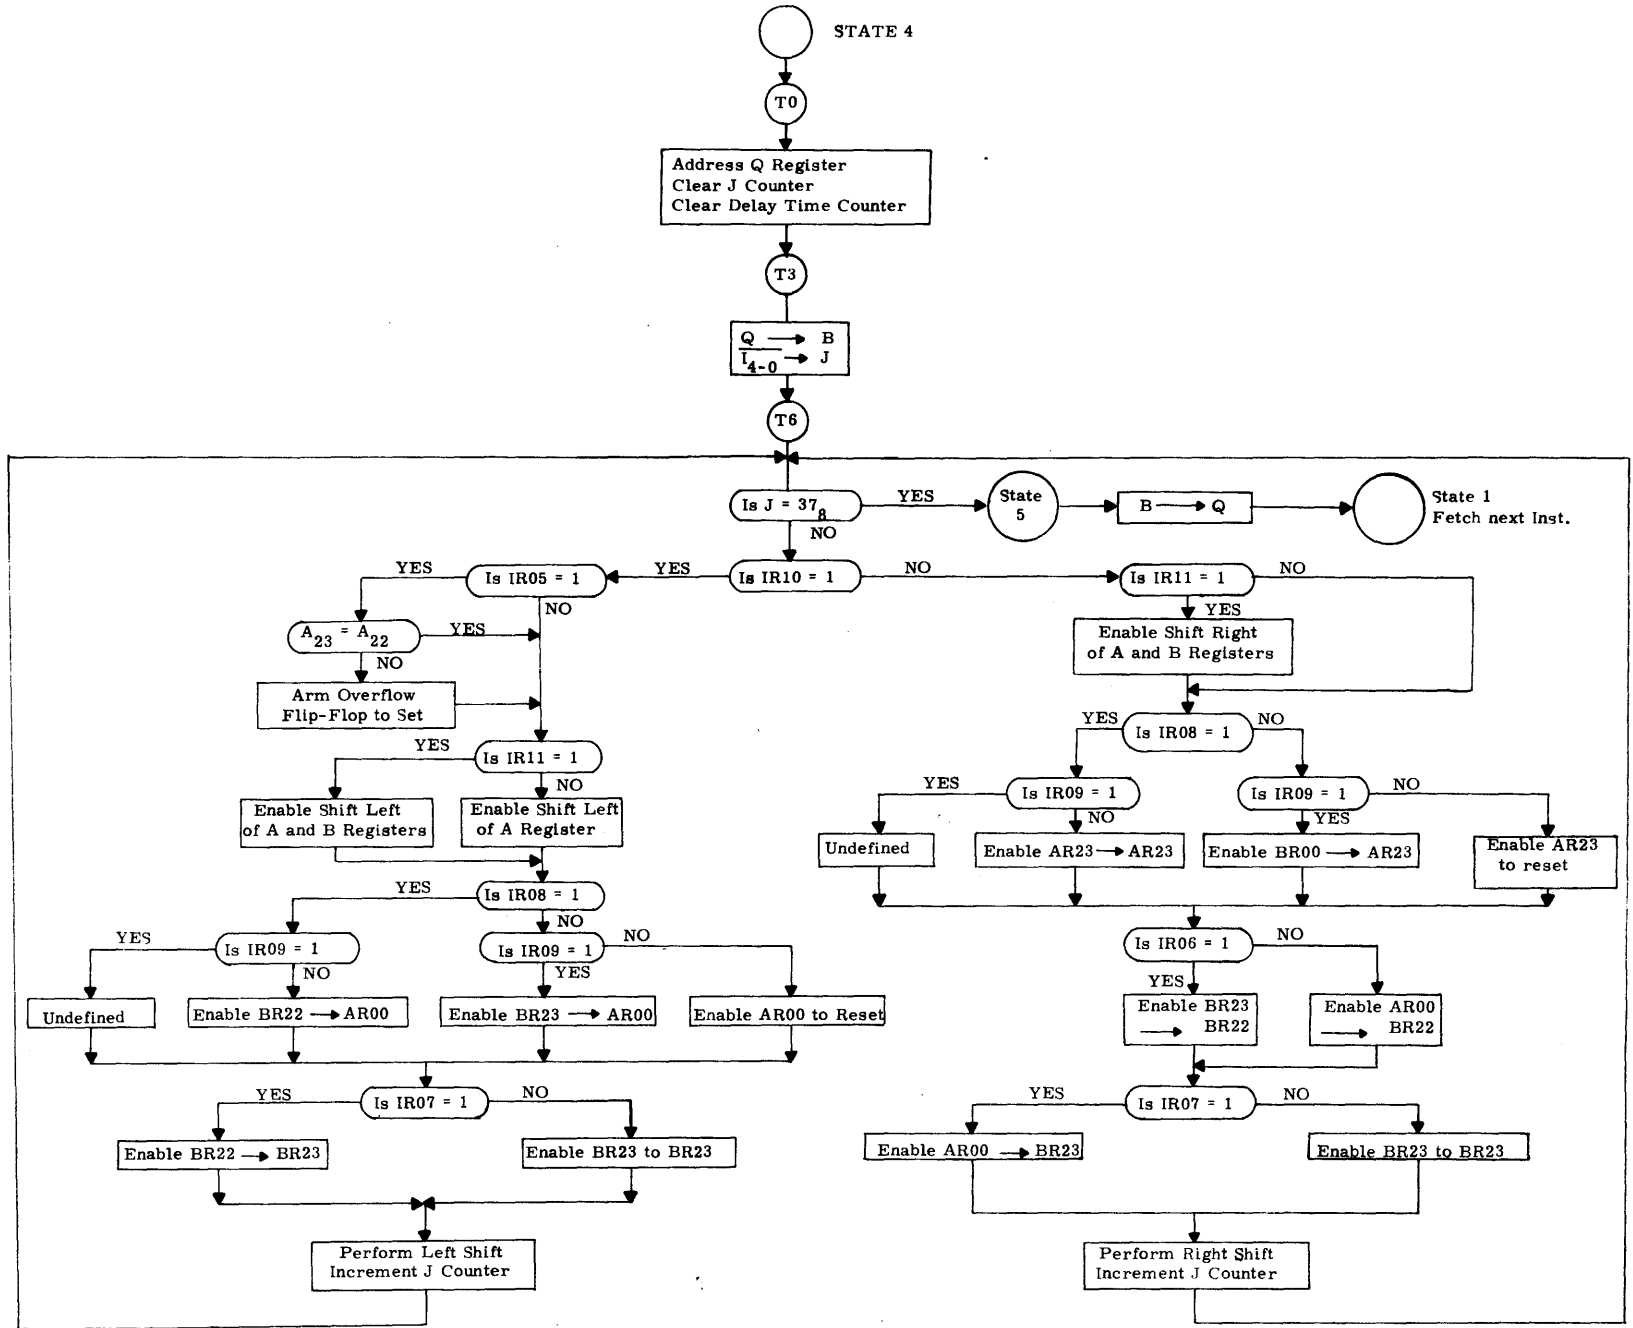 STATE 4
T0
Address Q Register
Clear J Counter
Clear Delay Time Counter
T3
Q → B
I̅4-0 → J
T6
Is J = 37₈
YES
State
5
B → Q
State 1
Fetch next Inst.
NO
YES
Is IR05 = 1
YES
Is IR10 = 1
NO
Is IR11 = 1
NO
NO
YES
A23 = A22
YES
Enable Shift Right
of A and B Registers
NO
Arm Overflow
Flip-Flop to Set
YES
Is IR08 = 1
NO
YES
Is IR11 = 1
NO
YES
Is IR09 = 1
Is IR09 = 1
NO
Enable Shift Left
of A and B Registers
Enable Shift Left
of A Register
NO
YES
Undefined
Enable AR23 → AR23
Enable BR00 → AR23
Enable AR23
to reset
YES
Is IR08 = 1
NO
YES
Is IR09 = 1
Is IR09 = 1
NO
Is IR06 = 1
NO
NO
YES
YES
Undefined
Enable BR22 → AR00
Enable BR23 → AR00
Enable AR00 to Reset
Enable BR23
→ BR22
Enable AR00
→ BR22
YES
Is IR07 = 1
NO
YES
Is IR07 = 1
NO
Enable BR22 → BR23
Enable BR23 to BR23
Enable AR00 → BR23
Enable BR23 to BR23
Perform Left Shift
Increment J Counter
Perform Right Shift
Increment J Counter